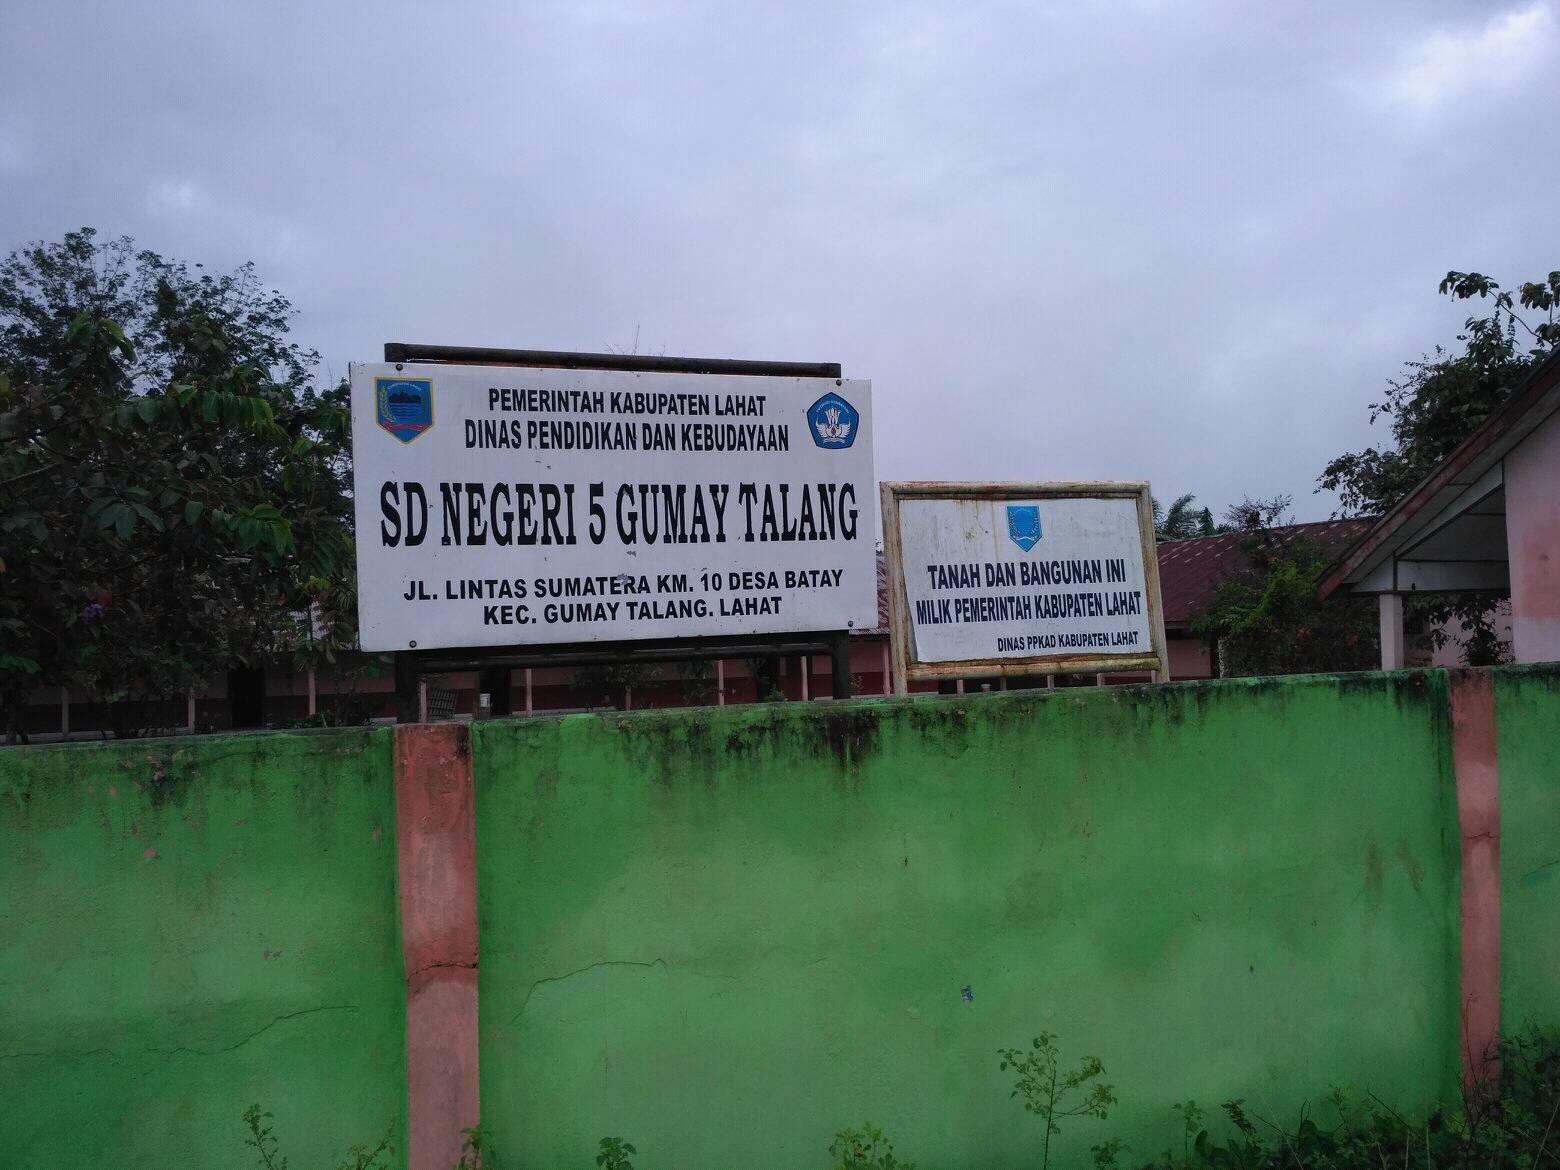 PEMERINTAH KABUPATEN LAHAT
DINAS PENDIDIKAN DAN KEBUDAYAAN
SD NEGERI 5 GUMAY TALANG
JL. LINTAS SUMATERA KM. 10 DESA BATAY
KEC. GUMAY TALANG. LAHAT
TANAH DAN BANGUNAN INI
MILIK PEMERINTAH KABUPATEN LAHAT
DINAS PPKAD KABUPATEN LAHAT